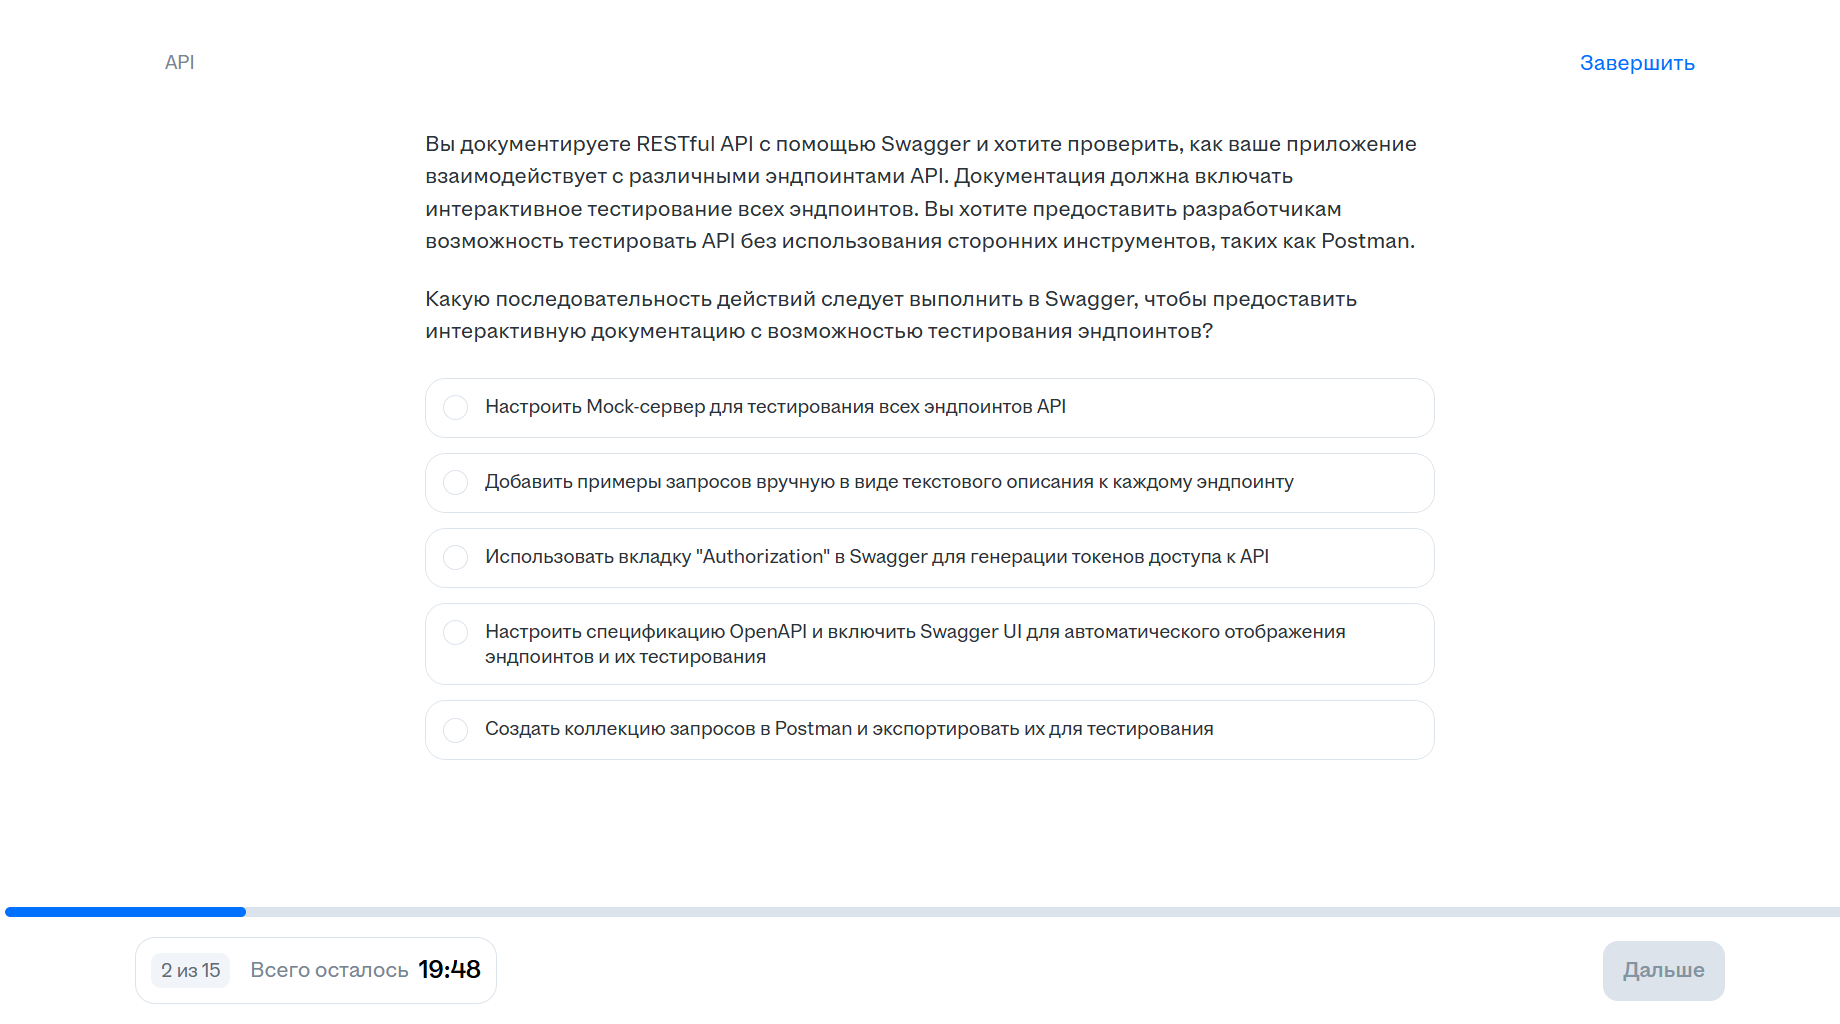 API
Завершить
Вы документируете RESTful API с помощью Swagger и хотите проверить, как ваше приложение
взаимодействует с различными эндпоинтами API. Документация должна включать
интерактивное тестирование всех эндпоинтов. Вы хотите предоставить разработчикам
возможность тестировать API без использования сторонних инструментов, таких как Postman.
Какую последовательность действий следует выполнить в Swagger, чтобы предоставить
интерактивную документацию с возможностью тестирования эндпоинтов?
Настроить Mock-сервер для тестирования всех эндпоинтов API
Добавить примеры запросов вручную в виде текстового описания к каждому эндпоинту
Использовать вкладку "Authorization" в Swagger для генерации токенов доступа к API
Настроить спецификацию OpenAPI и включить Swagger UI для автоматического отображения
эндпоинтов и их тестирования
Создать коллекцию запросов в Postman и экспортировать их для тестирования
2 из 15
Всего осталось 19:48
Дальше